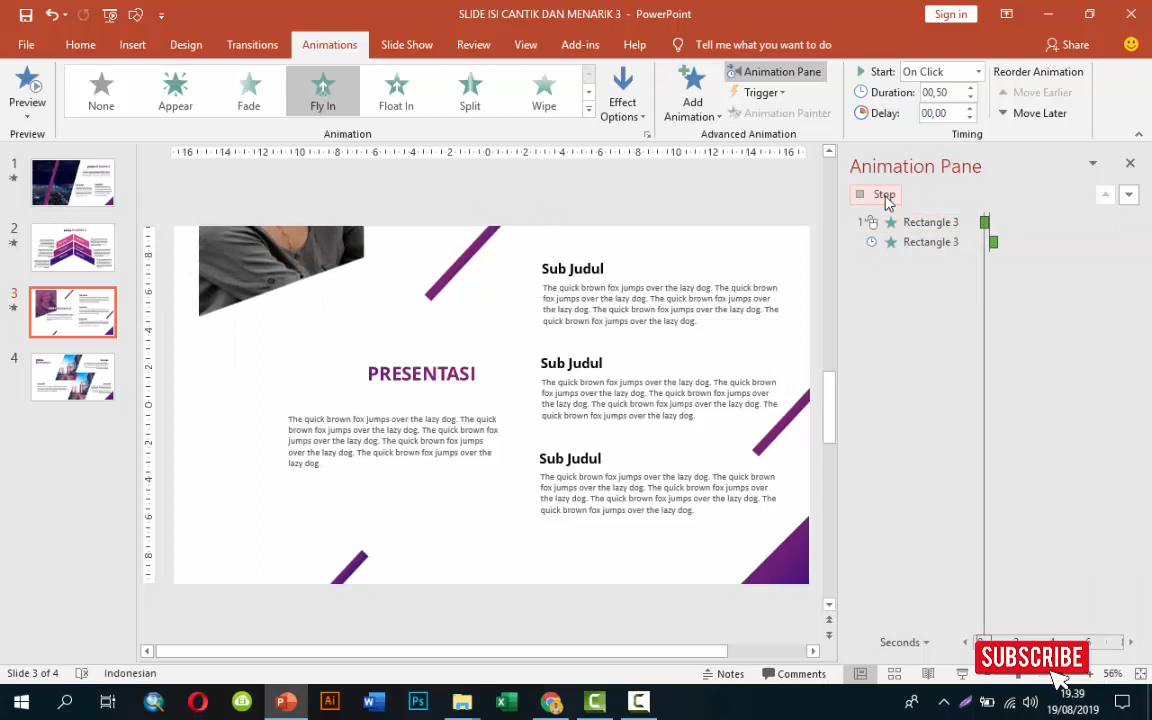 SLIDE ISI CANTIK DAN MENARIK 3 - PowerPoint
Sign in
File
Home
Insert
Design
Transitions
Animations
Slide Show
Review
View
Add-ins
Help
Tell me what you want to do
Share
Preview
None
Appear
Fade
Fly In
Float In
Split
Wipe
Effect
Options
Add
Animation
Animation Pane
Trigger
Animation Painter
Start: On Click
Duration: 00,50
Delay: 00,00
Reorder Animation
Move Earlier
Move Later
Preview
Animation
Advanced Animation
Timing
Animation Pane
Stop
1 Rectangle 3
Rectangle 3
1
2
3
4
Sub Judul
The quick brown fox jumps over the lazy dog. The quick brown
fox jumps over the lazy dog. The quick brown fox jumps over
the lazy dog. The quick brown fox jumps over the lazy dog. The
quick brown fox jumps over the lazy dog.
PRESENTASI
The quick brown fox jumps over the lazy dog. The quick
brown fox jumps over the lazy dog. The quick brown fox
jumps over the lazy dog. The quick brown fox jumps
over the lazy dog. The quick brown fox jumps over the
lazy dog.
Sub Judul
The quick brown fox jumps over the lazy dog. The quick brown
fox jumps over the lazy dog. The quick brown fox jumps over
the lazy dog. The quick brown fox jumps over the lazy dog. The
quick brown fox jumps over the lazy dog.
Sub Judul
The quick brown fox jumps over the lazy dog. The quick brown
fox jumps over the lazy dog. The quick brown fox jumps over
the lazy dog. The quick brown fox jumps over the lazy dog. The
quick brown fox jumps over the lazy dog.
Seconds
SUBSCRIBE
Slide 3 of 4
Indonesian
Notes
Comments
56%
19.39
19/08/2019